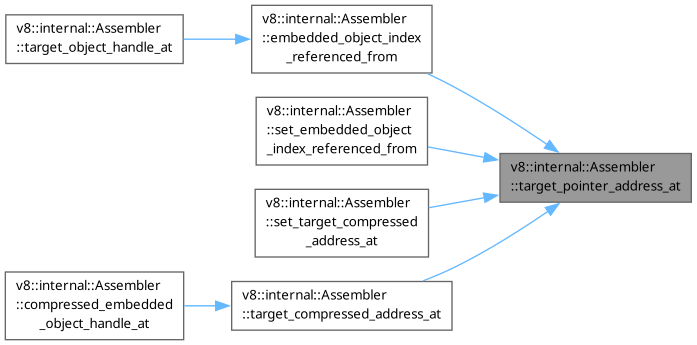 v8::internal::Assembler
::target_object_handle_at
v8::internal::Assembler
::embedded_object_index
_referenced_from
v8::internal::Assembler
::set_embedded_object
_index_referenced_from
v8::internal::Assembler
::target_pointer_address_at
v8::internal::Assembler
::set_target_compressed
_address_at
v8::internal::Assembler
::compressed_embedded
_object_handle_at
v8::internal::Assembler
::target_compressed_address_at